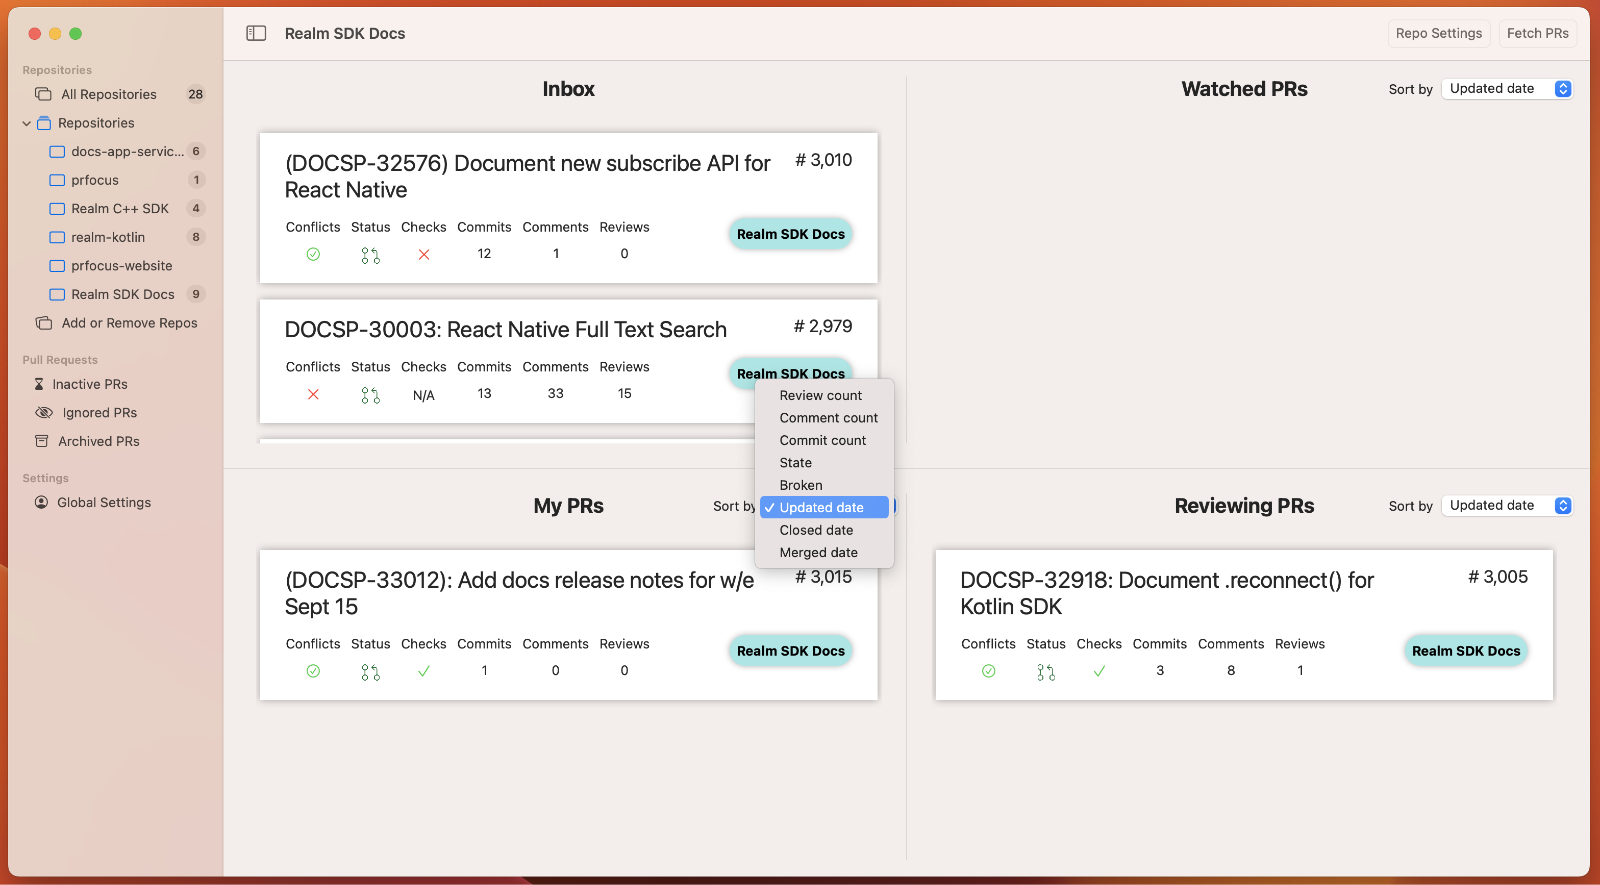 Repositories
All Repositories 28
Repositories
docs-app-servic... 6
prfocus 1
Realm C++ SDK 4
realm-kotlin 8
prfocus-website
Realm SDK Docs 9
Add or Remove Repos
Pull Requests
Inactive PRs
Ignored PRs
Archived PRs
Settings
Global Settings
Realm SDK Docs
Repo Settings
Fetch PRs
Inbox
(DOCSP-32576) Document new subscribe API for # 3,010
React Native
Conflicts Status Checks Commits Comments Reviews
12 1 0
Realm SDK Docs
DOCSP-30003: React Native Full Text Search # 2,979
Conflicts Status Checks Commits Comments Reviews
N/A 13 33 15
Realm SDK Docs
Watched PRs
Sort by Updated date
My PRs
Sort by
Review count
Comment count
Commit count
State
Broken
✓ Updated date
Closed date
Merged date
(DOCSP-33012): Add docs release notes for w/e # 3,015
Sept 15
Conflicts Status Checks Commits Comments Reviews
1 0 0
Realm SDK Docs
Reviewing PRs
Sort by Updated date
DOCSP-32918: Document .reconnect() for # 3,005
Kotlin SDK
Conflicts Status Checks Commits Comments Reviews
3 8 1
Realm SDK Docs